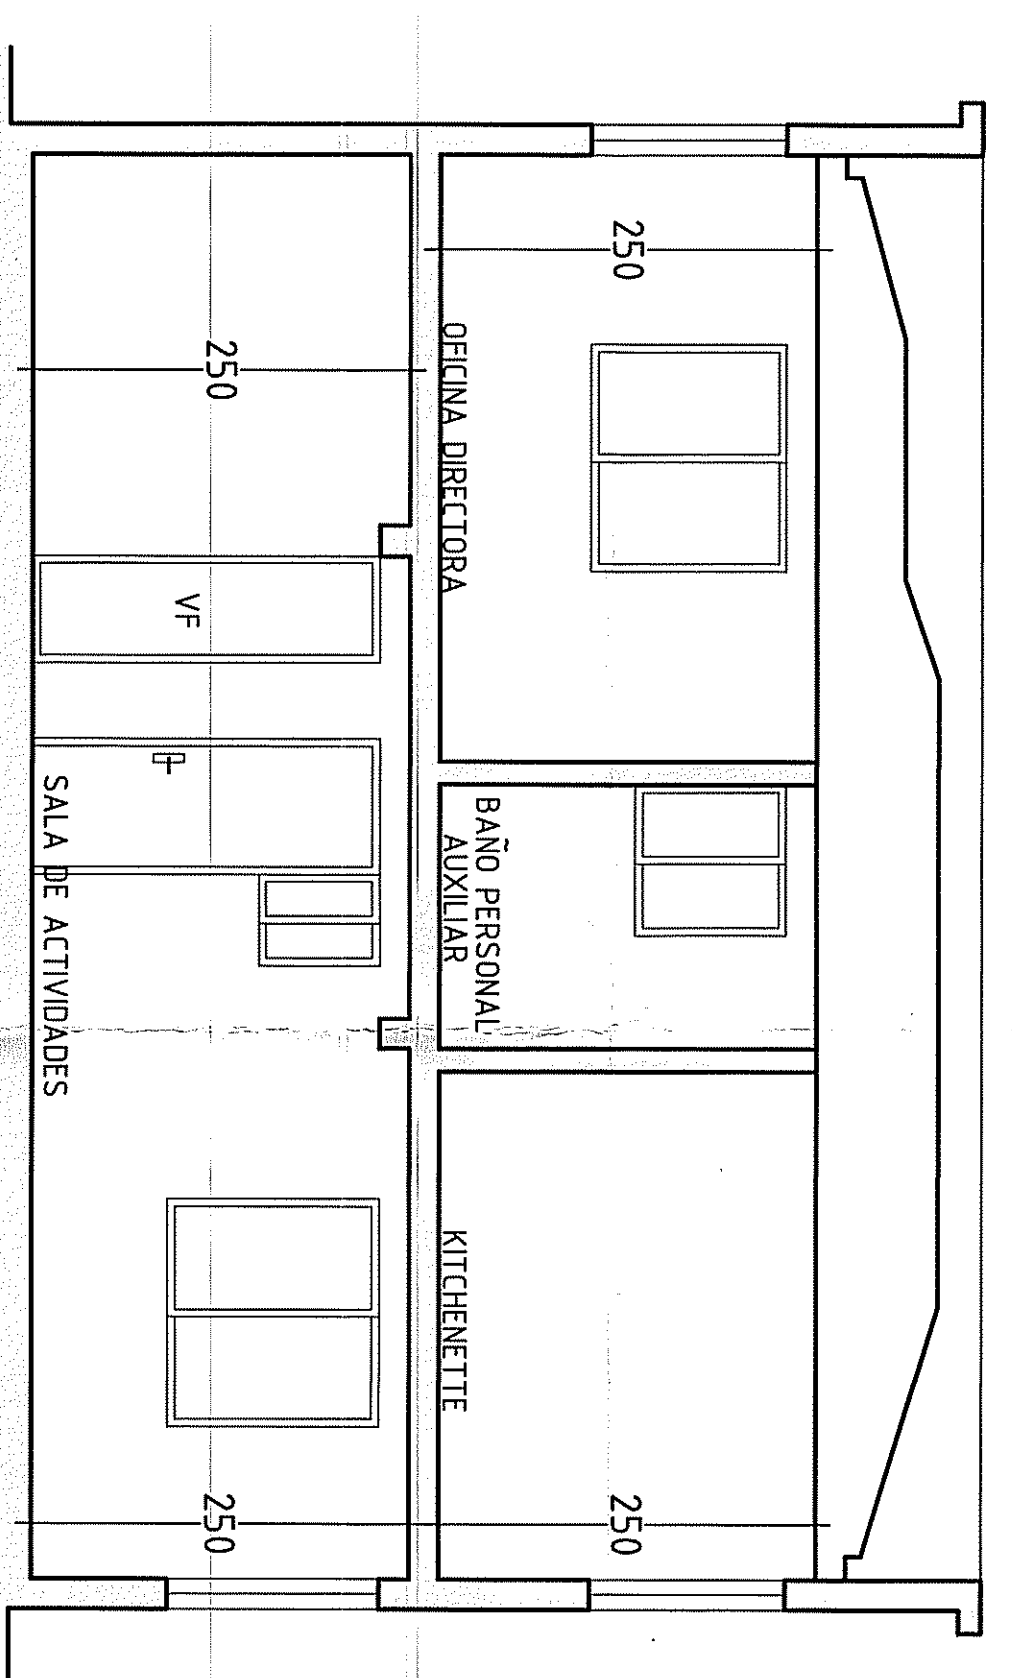 250
250
OFICINA DIRECTORA
BAÑO PERSONAL
AUXILIAR
KITCHENETTE
250
250
VF
SALA DE ACTIVIDADES